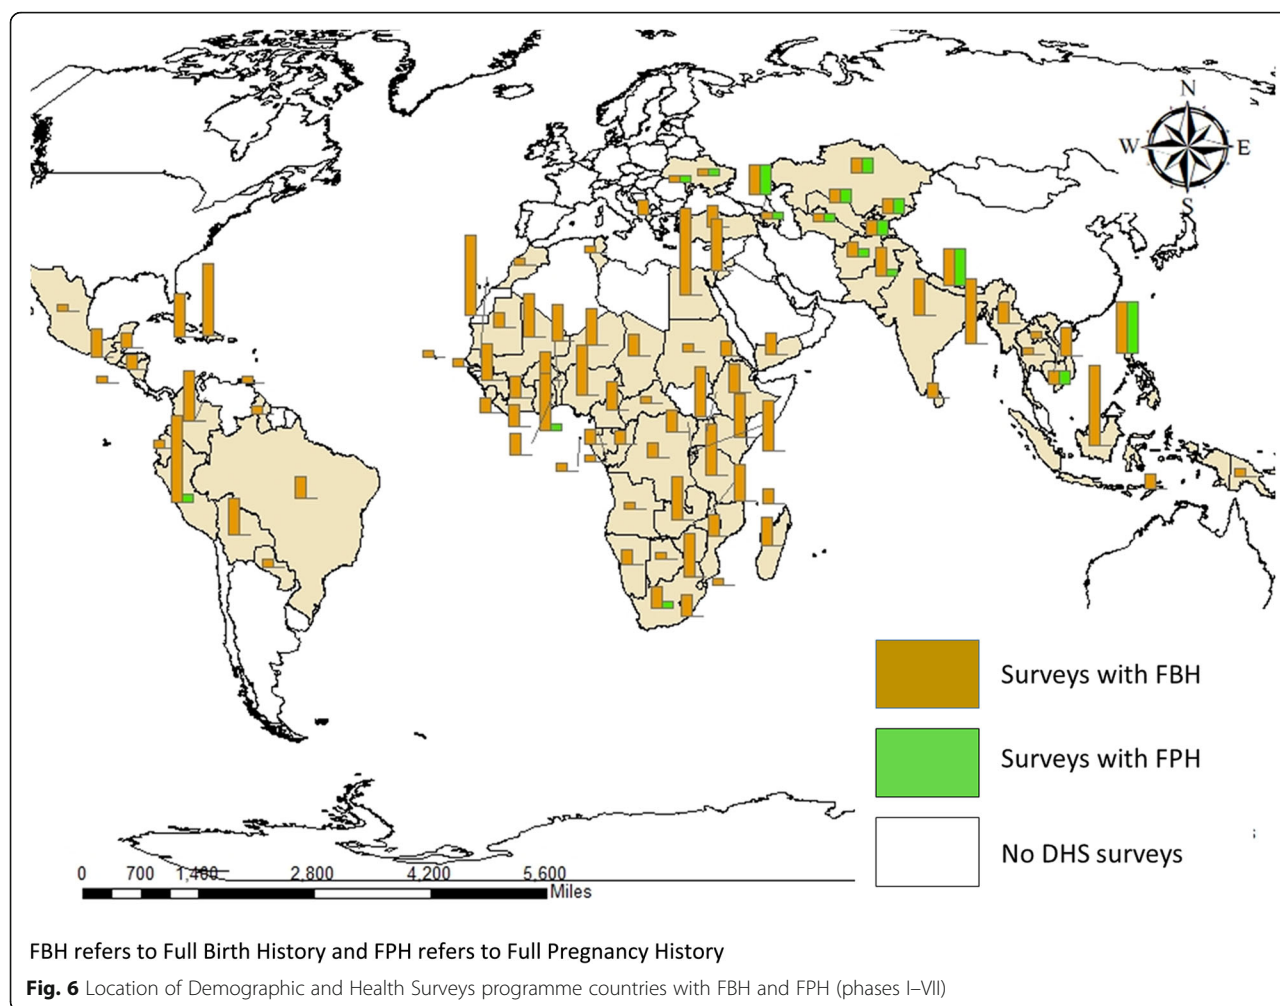 N
W E
S
Surveys with FBH
Surveys with FPH
No DHS surveys
0 700 1,400 2,800 4,200 5,600
Miles
FBH refers to Full Birth History and FPH refers to Full Pregnancy History
Fig. 6 Location of Demographic and Health Surveys programme countries with FBH and FPH (phases I–VII)